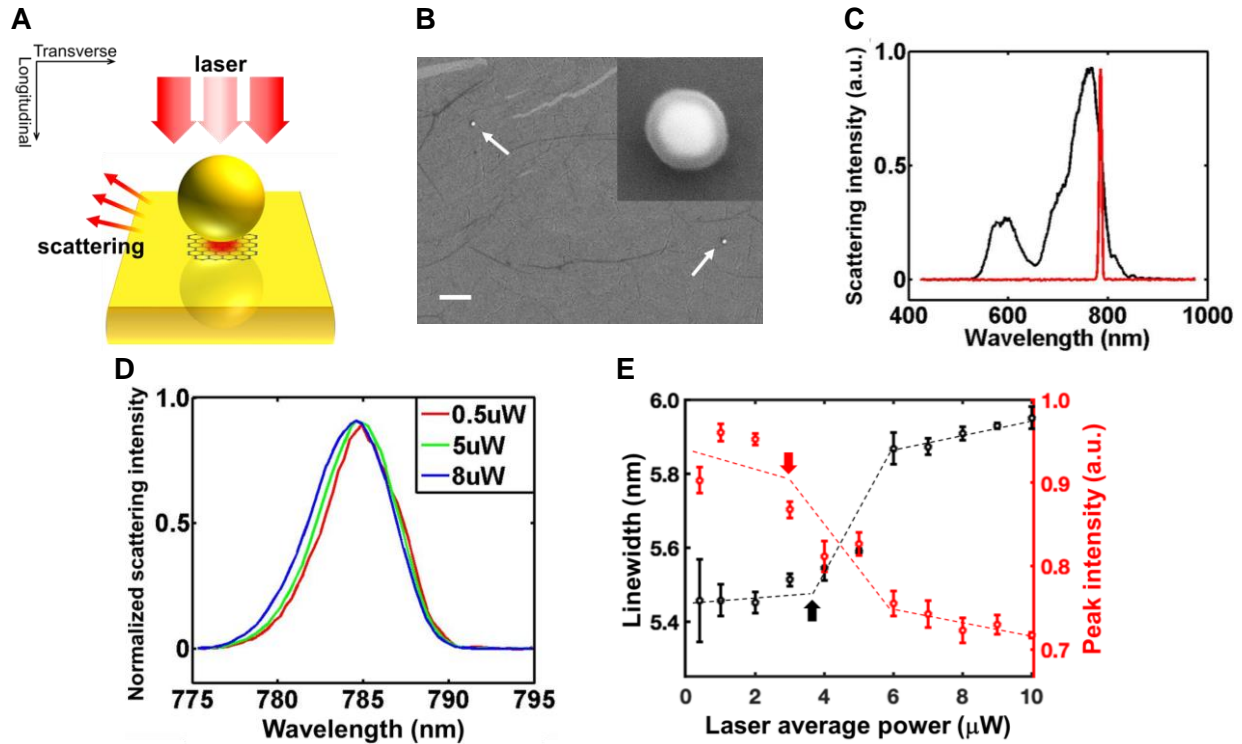 A
Transverse
Longitudinal
laser
scattering
B
C
Scattering intensity (a.u.)
1.0
0.5
0
400
600
800
1000
Wavelength (nm)
D
Normalized scattering intensity
1.0
0.5
0
0.5uW
5uW
8uW
775
780
785
790
795
Wavelength (nm)
E
Linewidth (nm)
6.0
5.8
5.6
5.4
0
2
4
6
8
10
Laser average power (μW)
1.0
0.9
0.8
0.7
Peak intensity (a.u.)